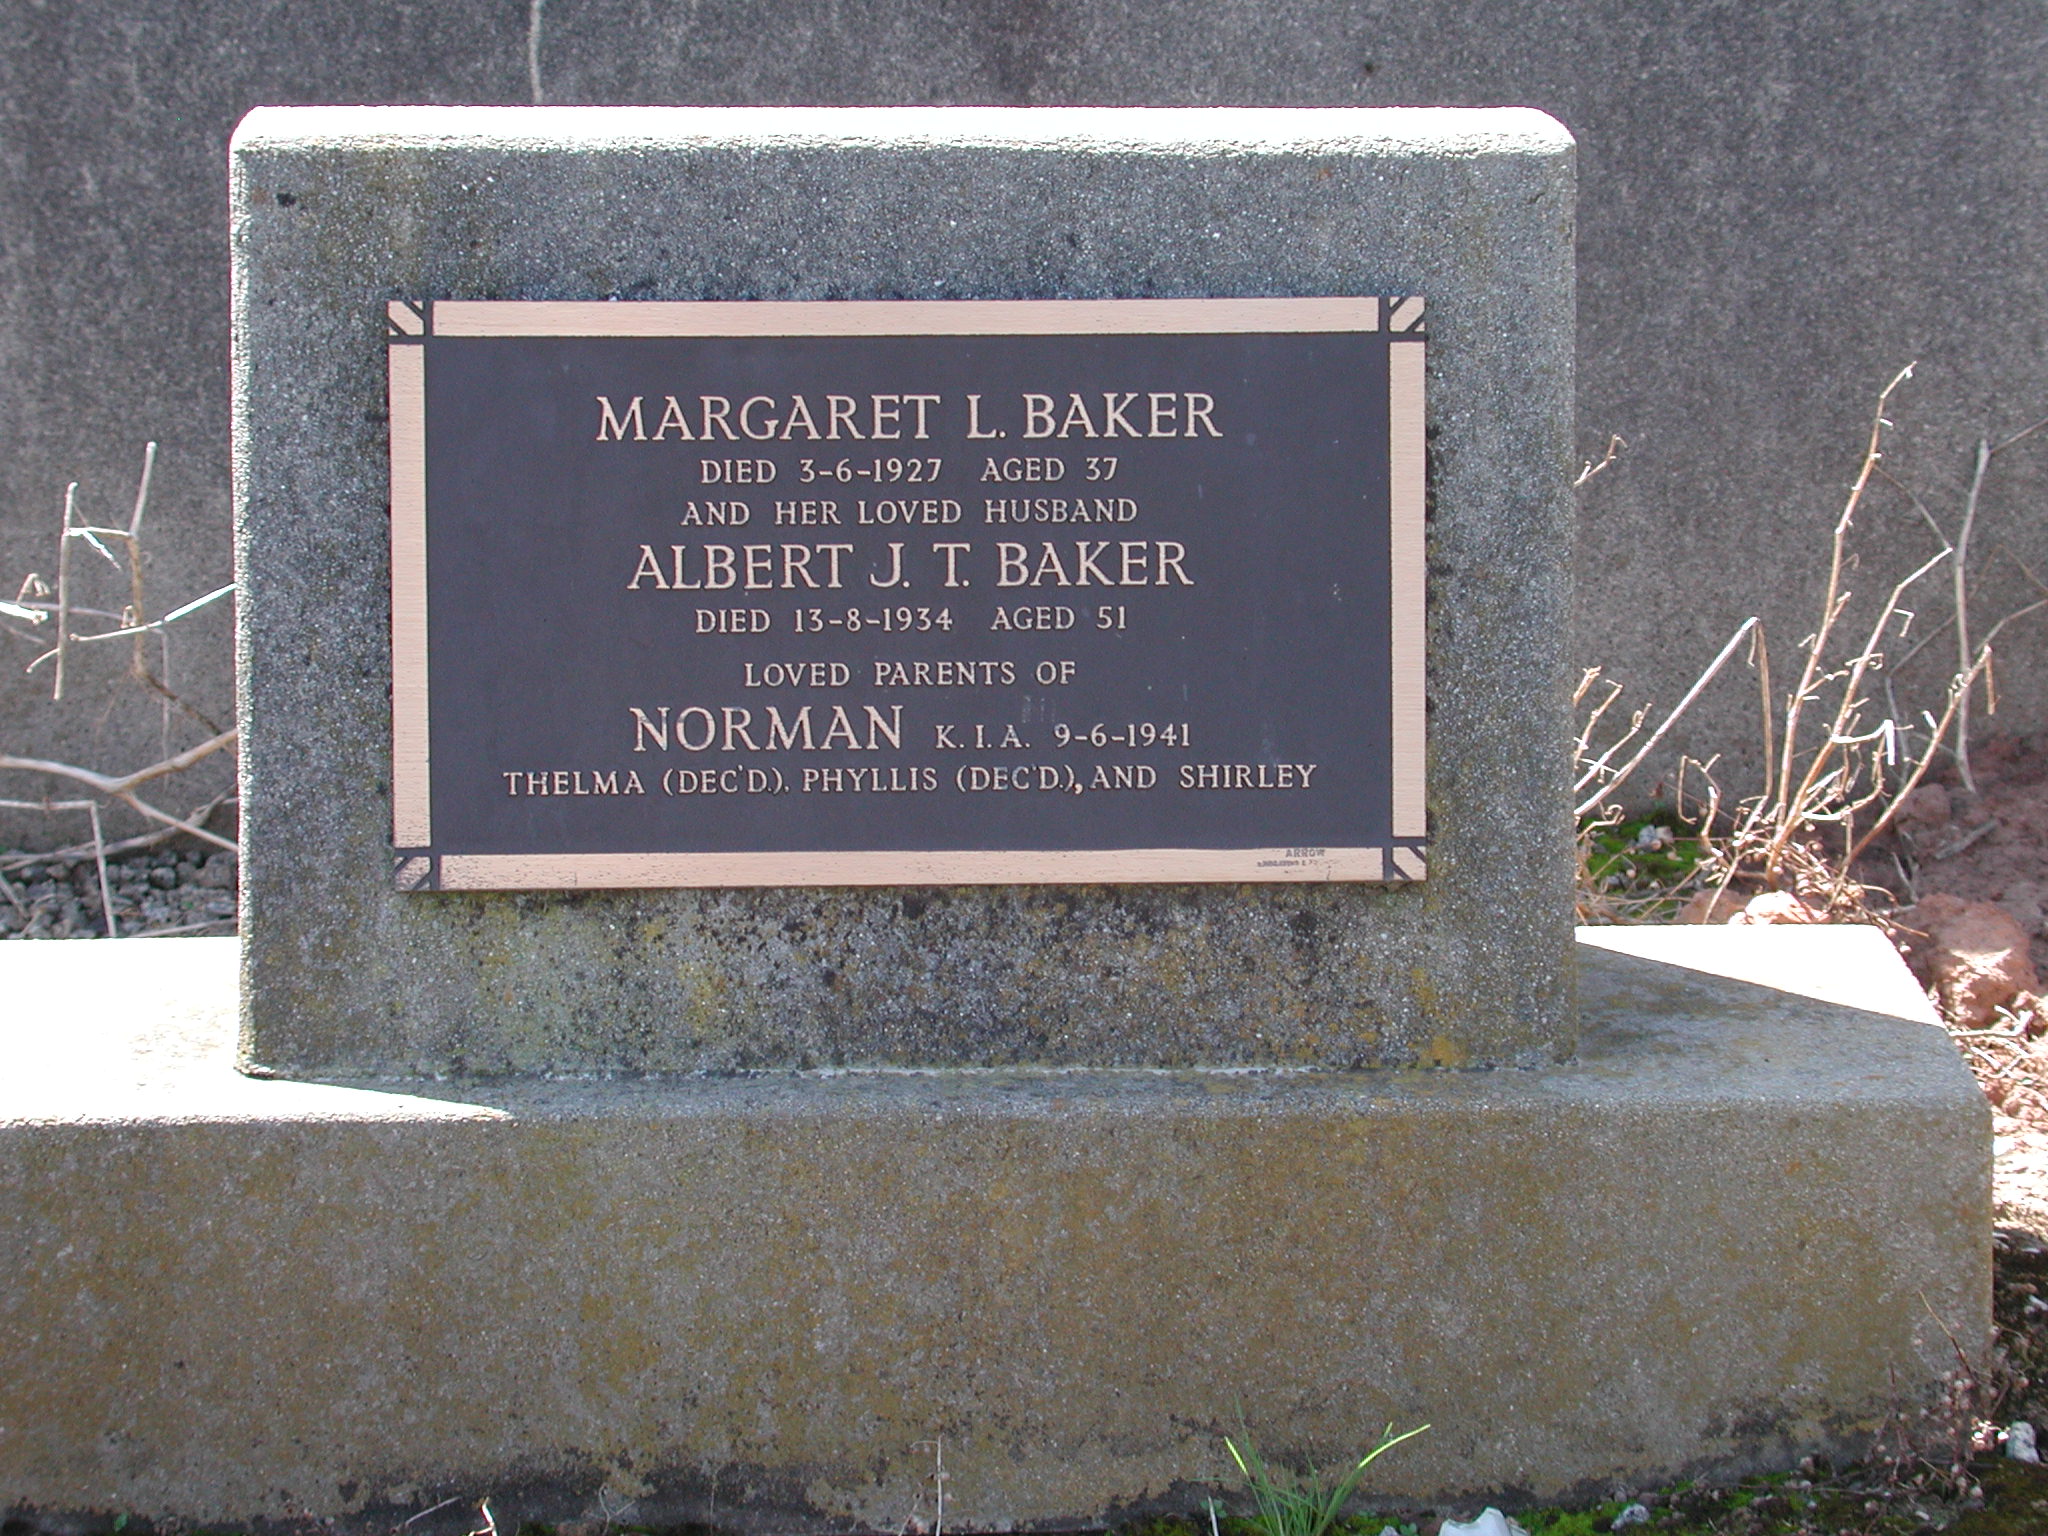 MARGARET L. BAKER
DIED 3-6-1927 AGED 37
AND HER LOVED HUSBAND
ALBERT J. T. BAKER
DIED 13-8-1934 AGED 51
LOVED PARENTS OF
NORMAN K. I. A. 9-6-1941
THELMA (DEC'D.). PHYLLIS (DEC'D.), AND SHIRLEY
ARROW